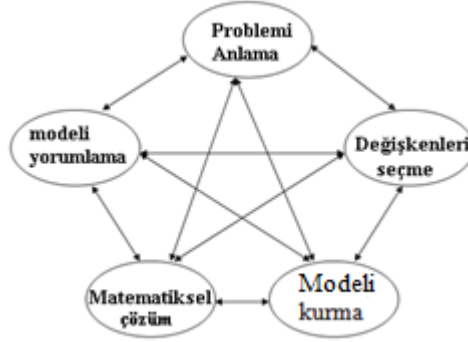 Problemi
Anlama
modeli
yorumlama
Değişkenleri
seçme
Matematiksel
çözüm
Modeli
kurma